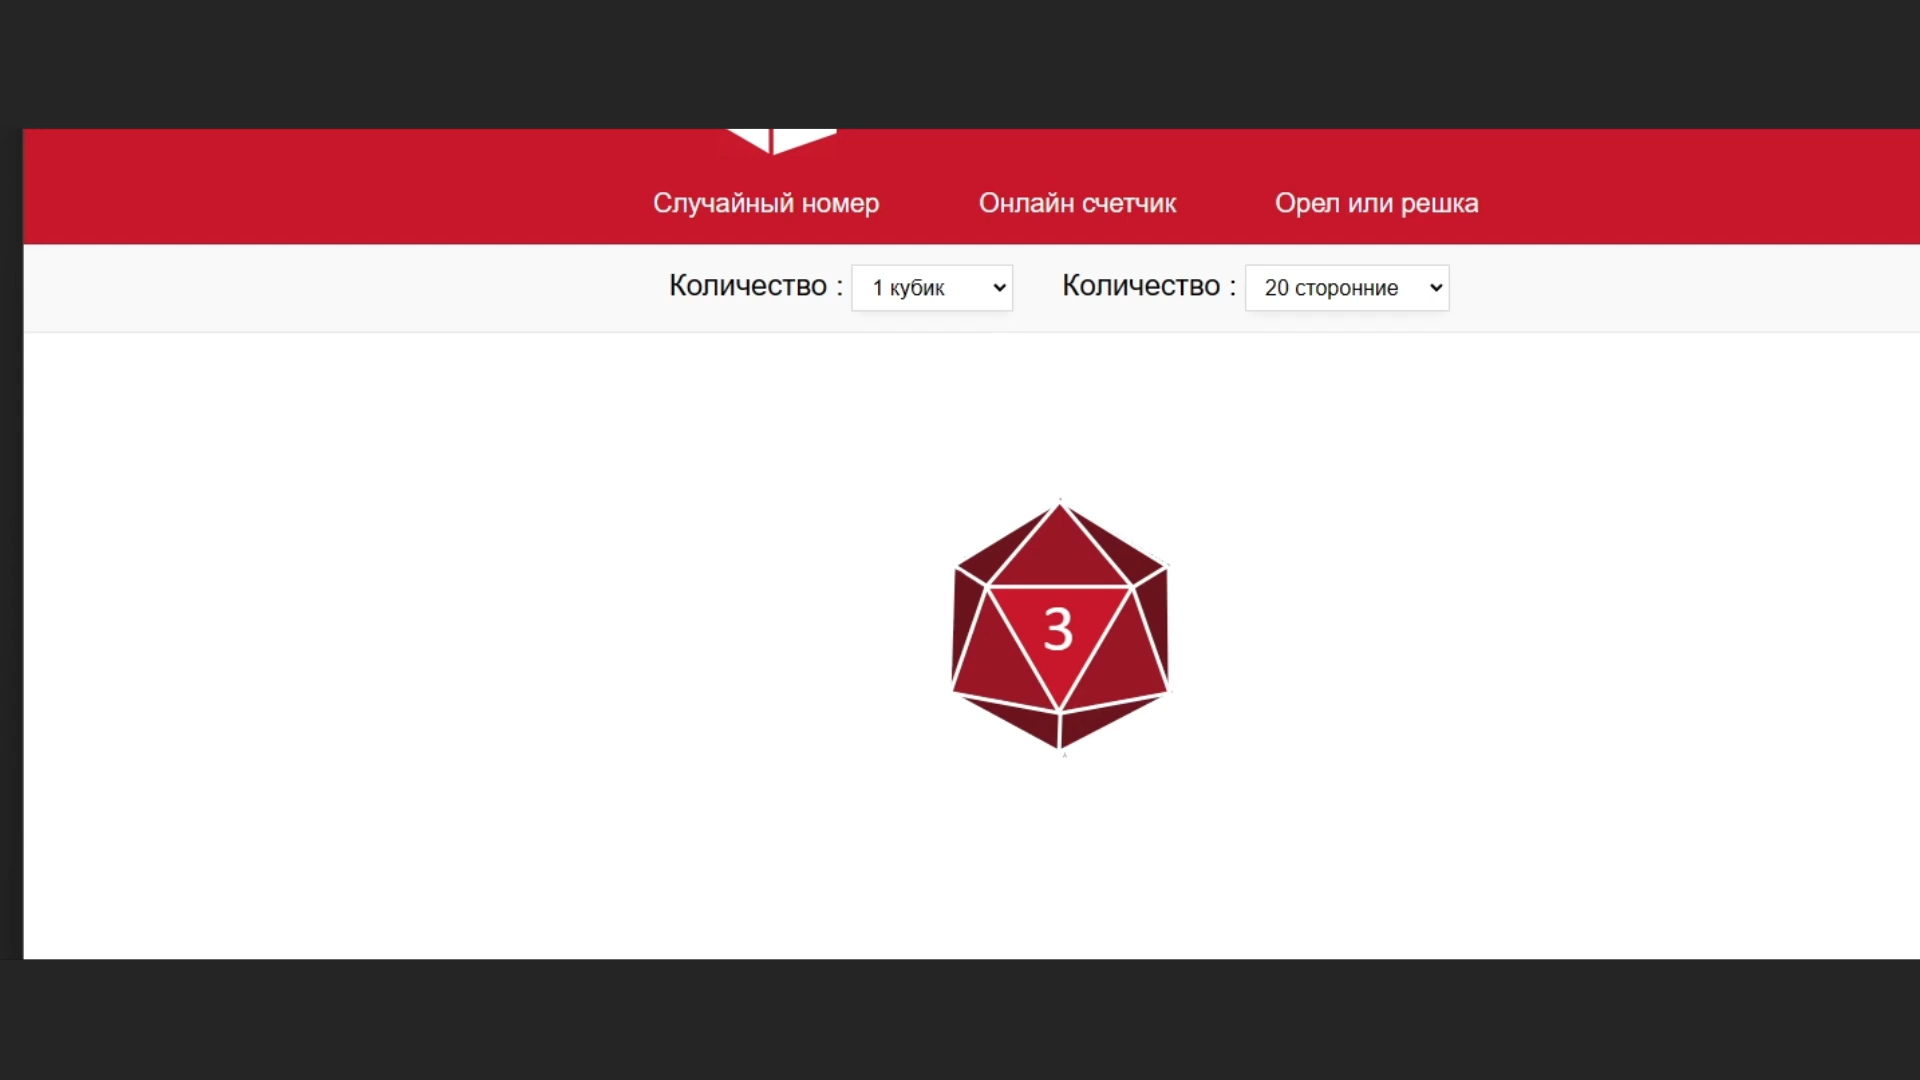 Случайный номер Онлайн счетчик Орел или решка
Количество : 1 кубик Количество : 20 сторонние
3